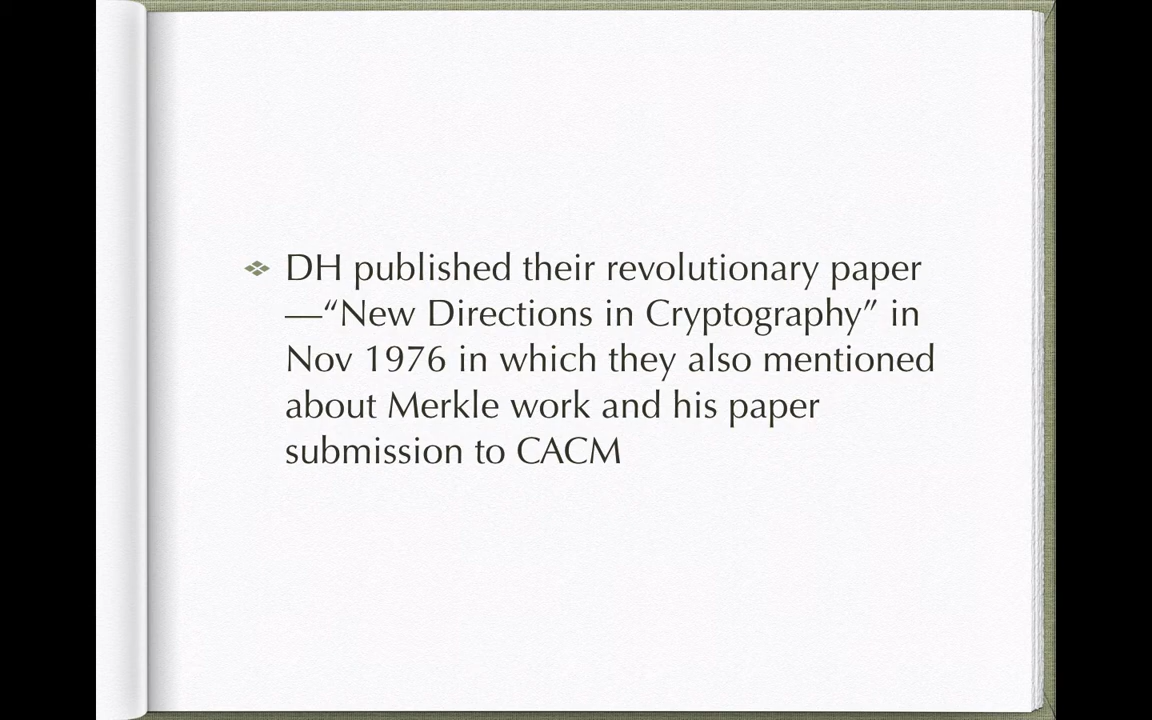 DH published their revolutionary paper
—“New Directions in Cryptography” in
Nov 1976 in which they also mentioned
about Merkle work and his paper
submission to CACM